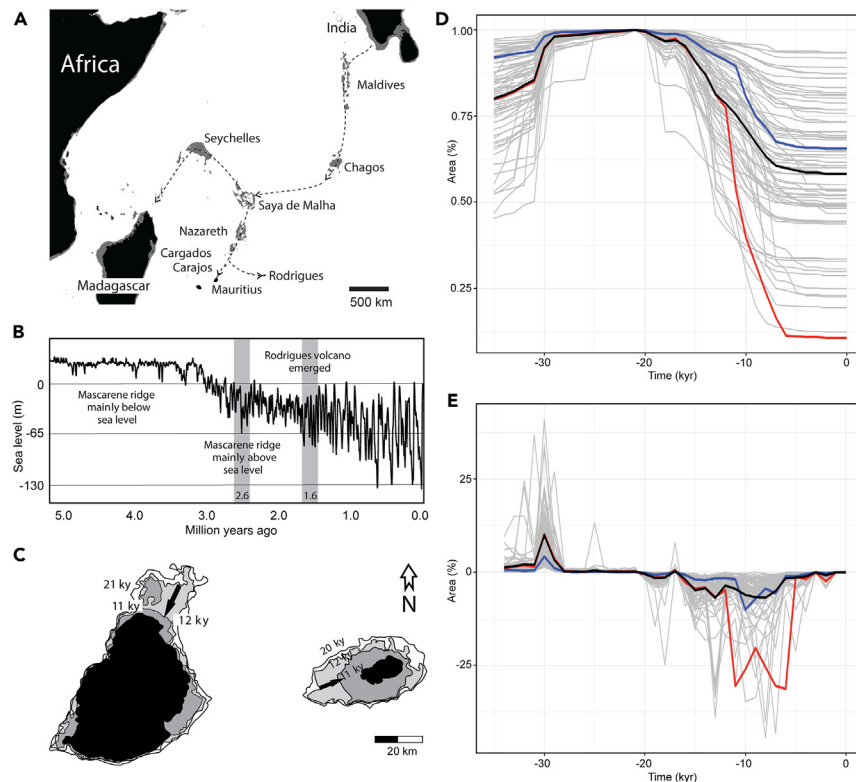 A
Africa
India
Maldives
Seychelles
Chagos
Saya de Malha
Nazareth
Cargados
Carajos
Rodrigues
Mauritius
Madagascar
500 km
B
Sea level (m)
0
-65
-130
Rodrigues volcano
emerged
Mascarene ridge
mainly below
sea level
Mascarene ridge
mainly above
sea level
2.6
1.6
5.0 4.0 3.0 2.0 1.0 0.0
Million years ago
C
21 ky
11 ky
12 ky
N
20 ky
20 km
D
Area (%)
1.00
0.75
0.50
0.25
-30 -20 -10 0
Time (kyr)
E
Area (%)
25
0
-25
-30 -20 -10 0
Time (kyr)